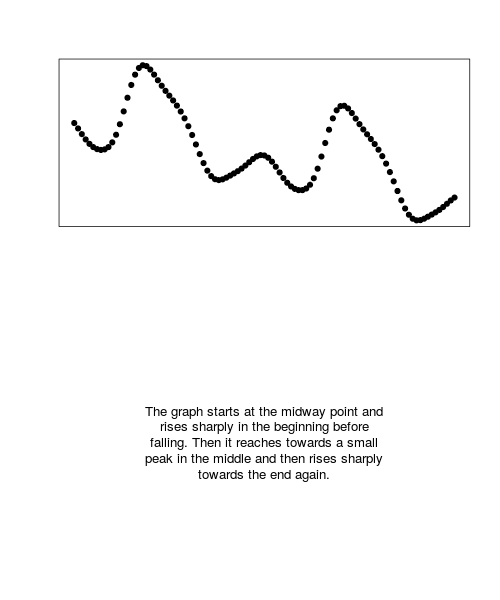 The graph starts at the midway point and
rises sharply in the beginning before
falling. Then it reaches towards a small
peak in the middle and then rises sharply
towards the end again.